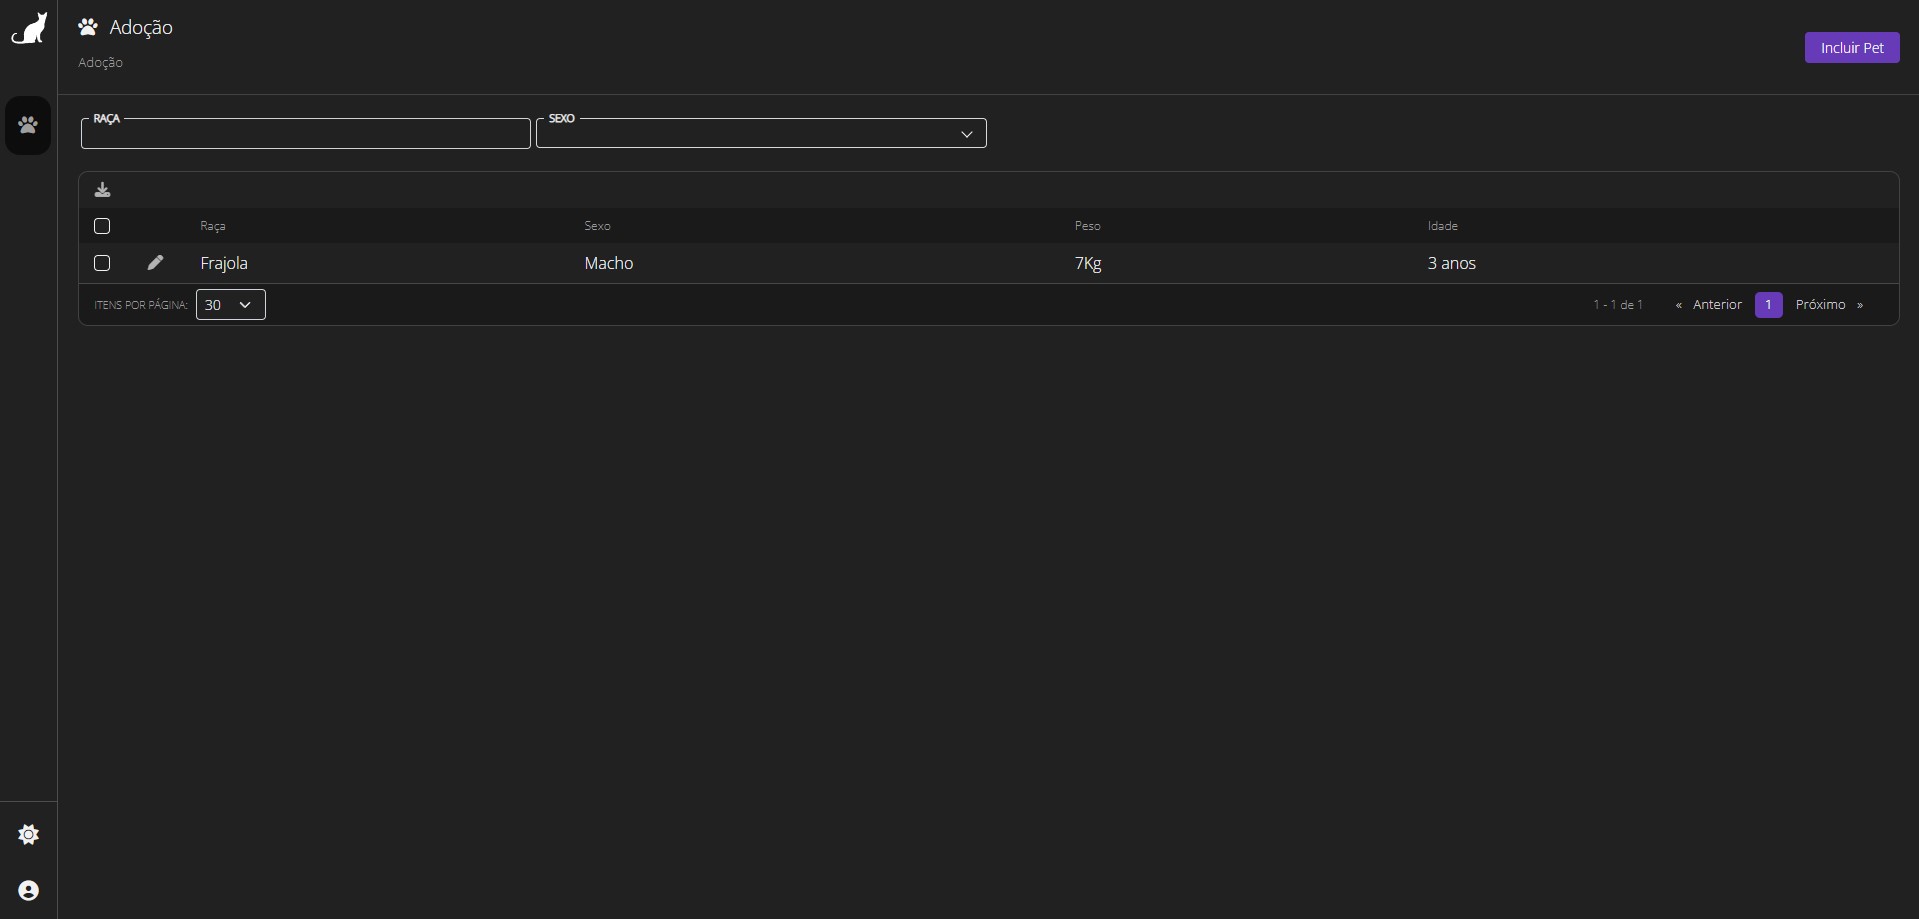 Adoção
Adoção
Incluir Pet
RAÇA
SEXO
Raça Sexo Peso Idade
Frajola Macho 7Kg 3 anos
ITENS POR PÁGINA: 30 1 - 1 de 1 « Anterior 1 Próximo »